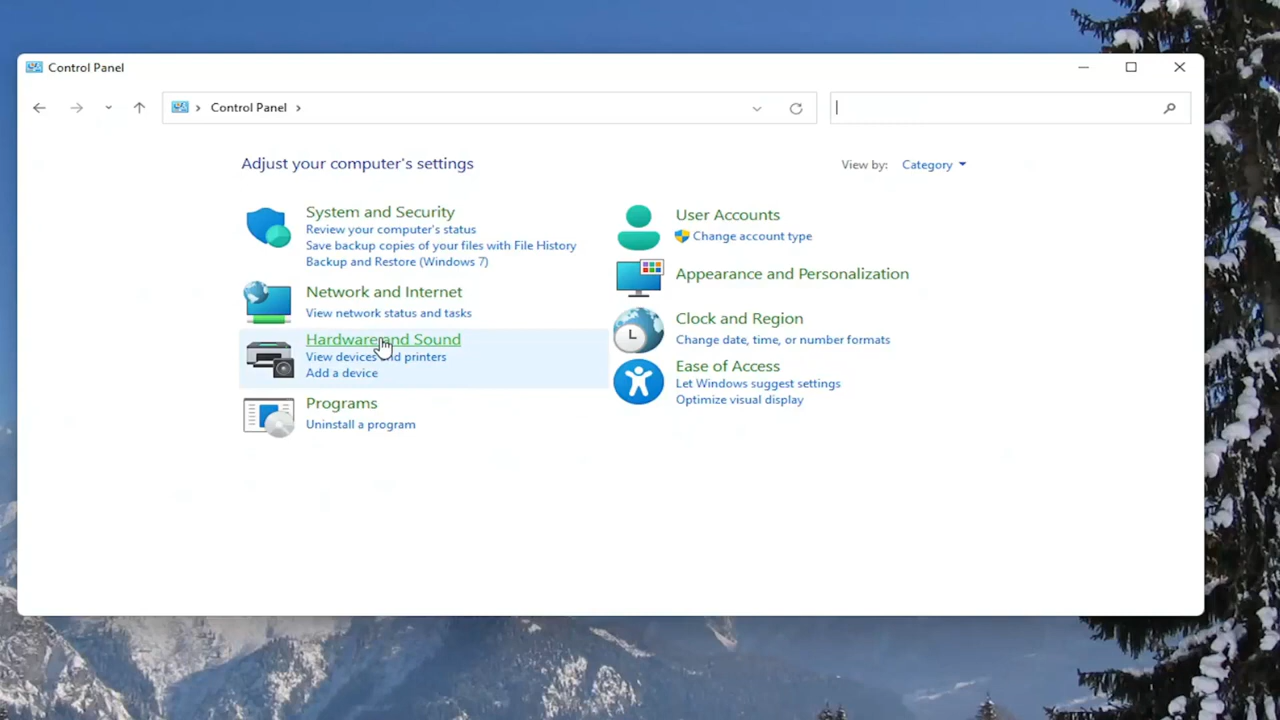 Control Panel
Control Panel
Adjust your computer's settings
View by: Category
System and Security
Review your computer's status
Save backup copies of your files with File History
Backup and Restore (Windows 7)
Network and Internet
View network status and tasks
Hardware and Sound
View devices and printers
Add a device
Programs
Uninstall a program
User Accounts
Change account type
Appearance and Personalization
Clock and Region
Change date, time, or number formats
Ease of Access
Let Windows suggest settings
Optimize visual display